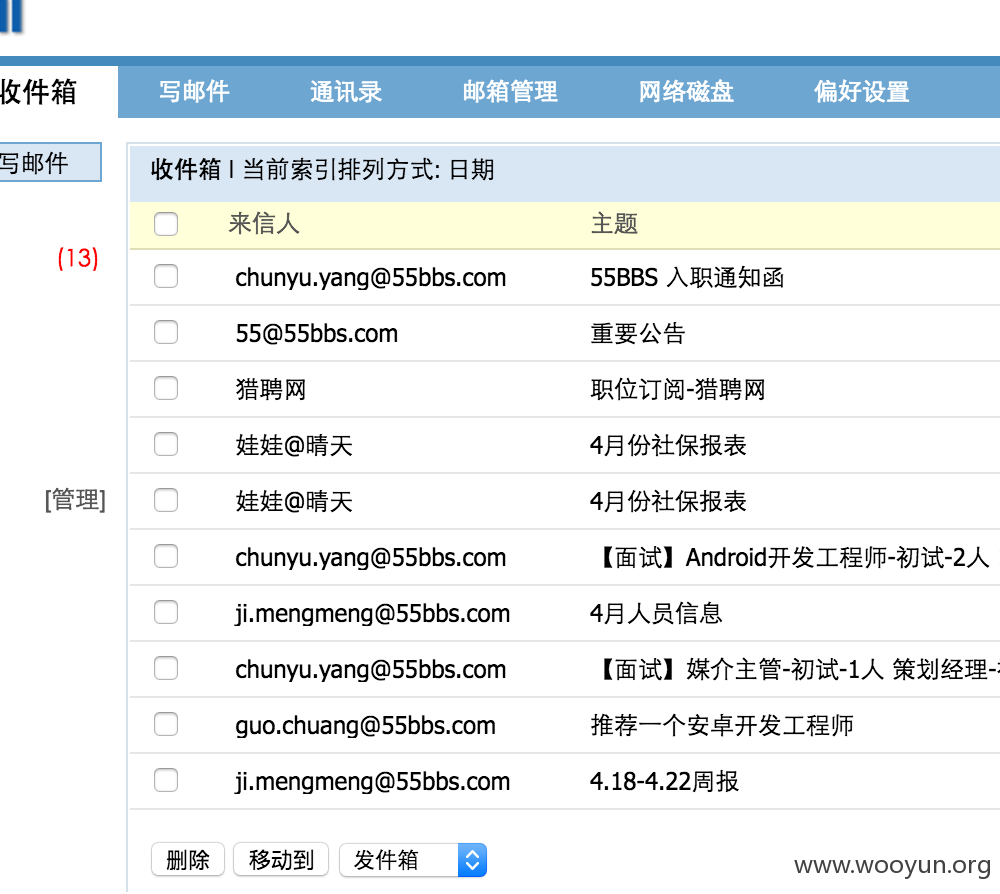 收件箱 写邮件 通讯录 邮箱管理 网络磁盘 偏好设置
写邮件
收件箱 | 当前索引排列方式: 日期
来信人 主题
(13)
chunyu.yang@55bbs.com 55BBS 入职通知函
55@55bbs.com 重要公告
猎聘网 职位订阅-猎聘网
娃娃@晴天 4月份社保报表
[管理]
娃娃@晴天 4月份社保报表
chunyu.yang@55bbs.com 【面试】Android开发工程师-初试-2人
ji.mengmeng@55bbs.com 4月人员信息
chunyu.yang@55bbs.com 【面试】媒介主管-初试-1人 策划经理-
guo.chuang@55bbs.com 推荐一个安卓开发工程师
ji.mengmeng@55bbs.com 4.18-4.22周报
删除 移动到 发件箱
www.wooyun.org